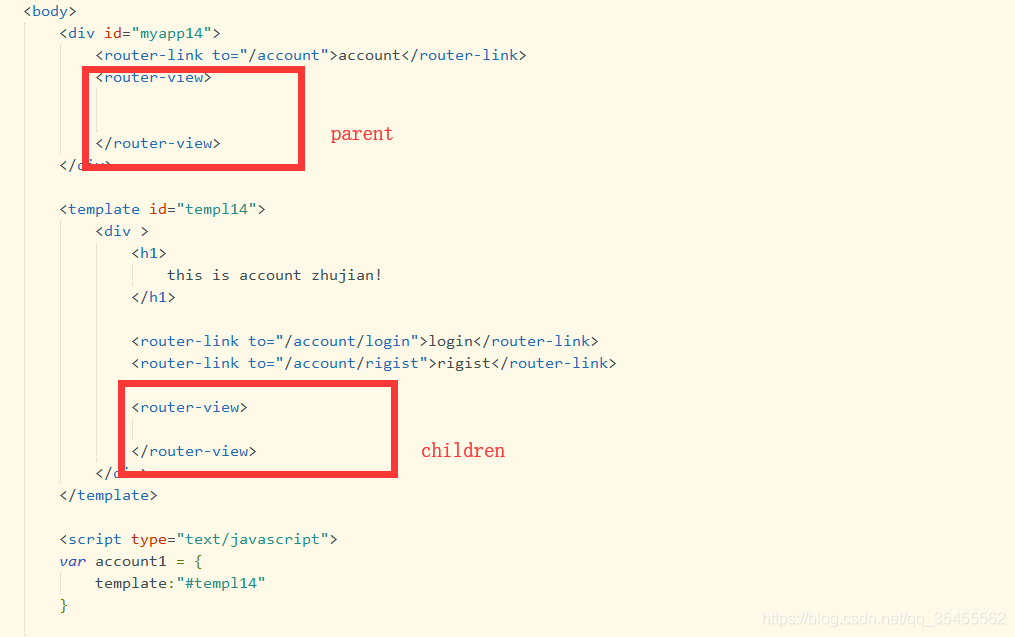 <body>
<div id="myapp14">
<router-link to="/account">account</router-link>
<router-view>
parent
</router-view>
</div>
<template id="templ14">
<div >
<h1>
this is account zhujian!
</h1>
<router-link to="/account/login">login</router-link>
<router-link to="/account/rigist">rigist</router-link>
<router-view>
</router-view>
children
</div>
</template>
<script type="text/javascript">
var account1 = {
template:"#templ14"
}
https://blog.csdn.net/qq_35455562